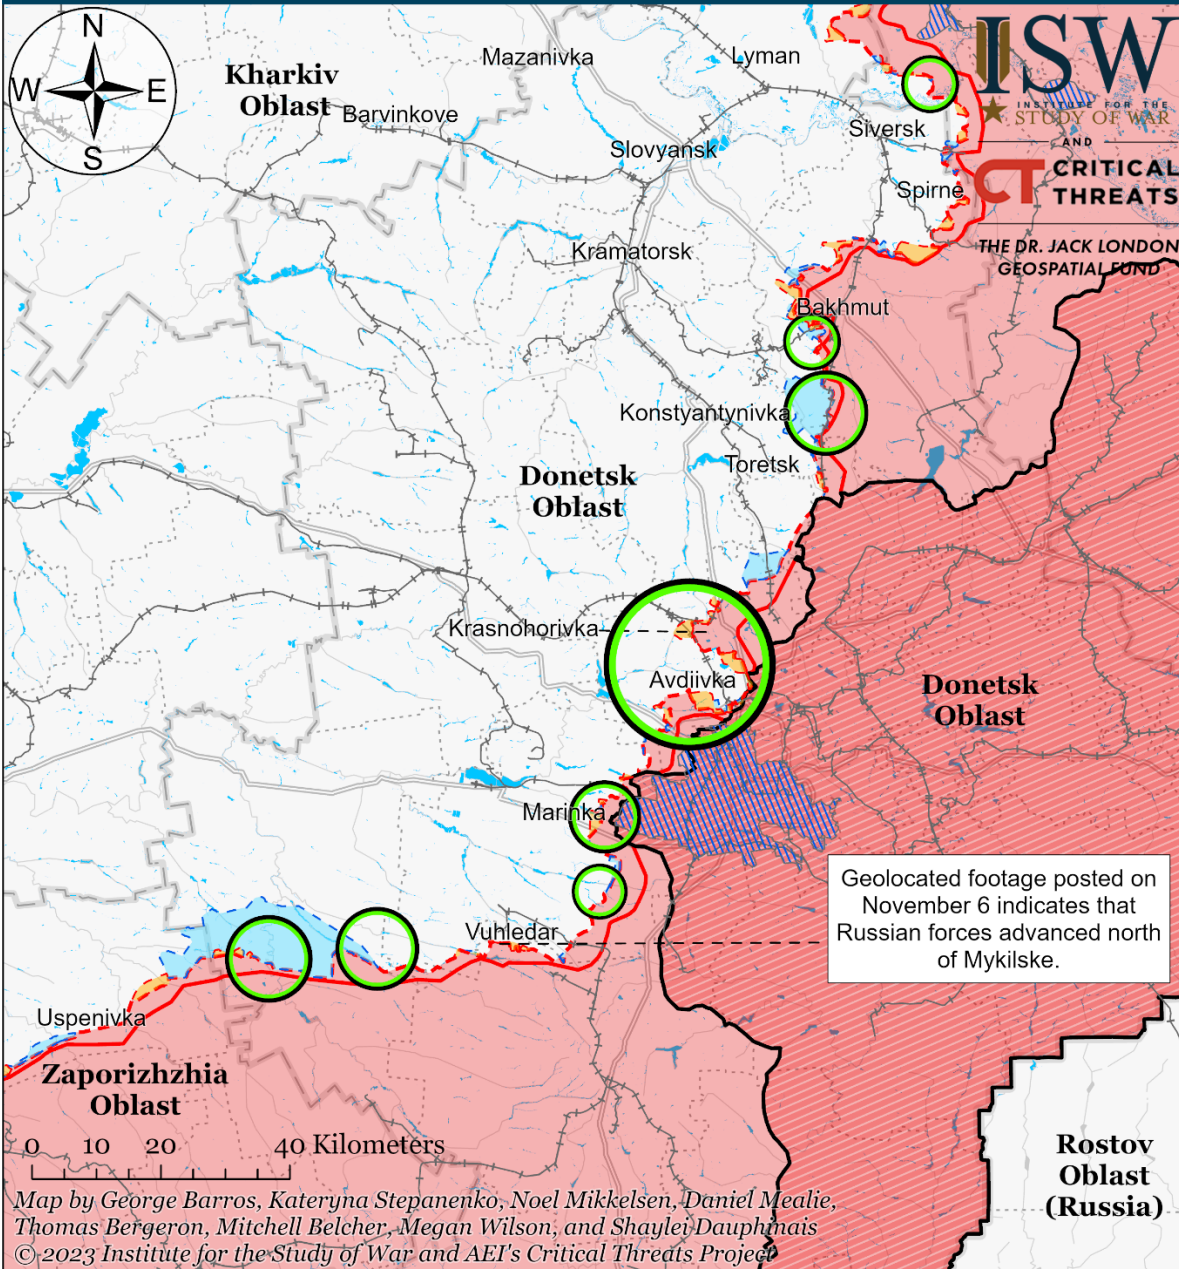 N
W
E
S
Kharkiv
Oblast
Barvinkove
Mazanivka
Lyman
ISW
INSTITUTE FOR THE
STUDY OF WAR
AND
CT CRITICAL
THREATS
THE DR. JACK LONDON
GEOSPATIAL FUND
Siversk
Slovyansk
Spirne
Kramatorsk
Bakhmut
Konstyantynivka
Toretsk
Donetsk
Oblast
Krasnohorivka
Avdiivka
Donetsk
Oblast
Marinka
Geolocated footage posted on
November 6 indicates that
Russian forces advanced north
of Mykilske.
Vuhledar
Uspenivka
Zaporizhzhia
Oblast
0 10 20 40 Kilometers
Rostov
Oblast
(Russia)
Map by George Barros, Kateryna Stepanenko, Noel Mikkelsen, Daniel Mealie,
Thomas Bergeron, Mitchell Belcher, Megan Wilson, and Shaylei Dauphinais
© 2023 Institute for the Study of War and AEI's Critical Threats Project